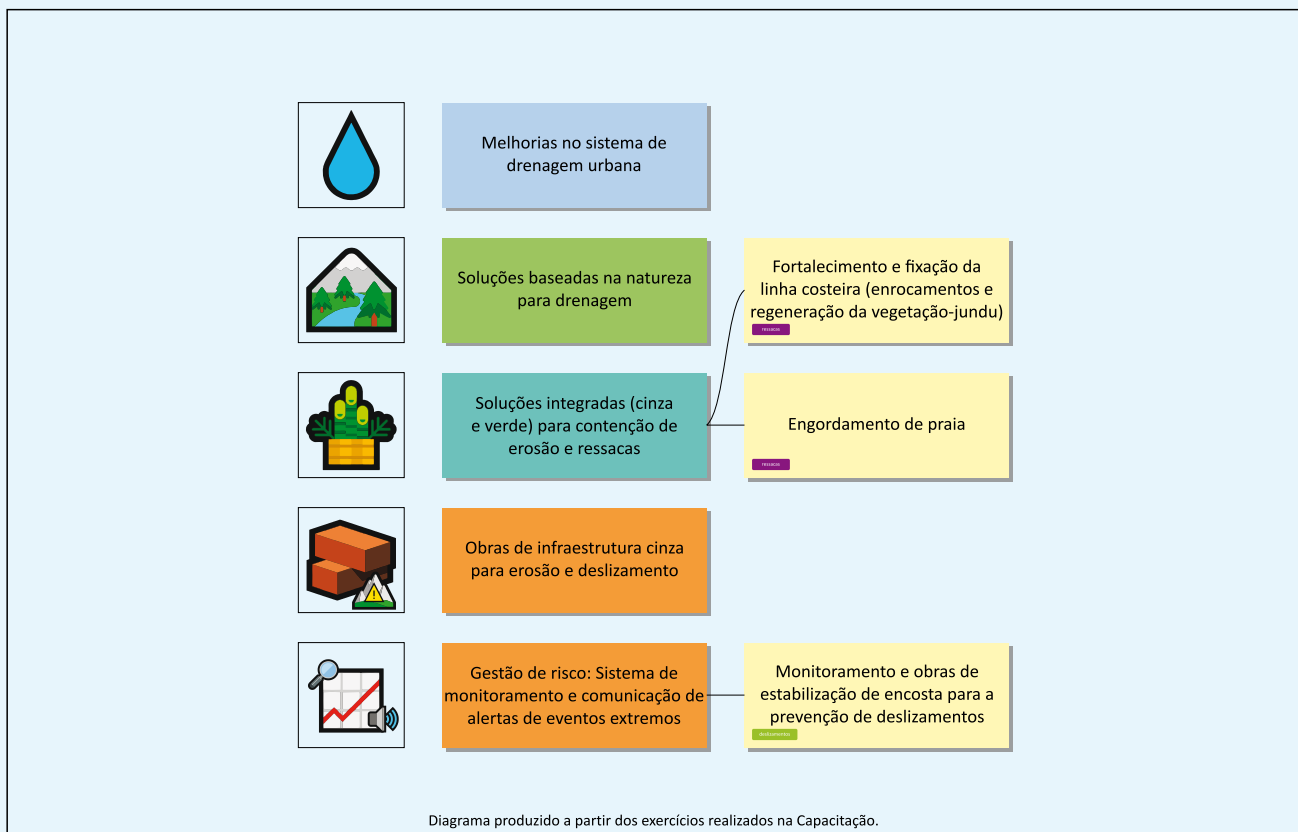 Melhorias no sistema de
drenagem urbana
Soluções baseadas na natureza
para drenagem
Fortalecimento e fixação da
linha costeira (enrocamentos e
regeneração da vegetação-jundu)
ressacas
Soluções integradas (cinza
e verde) para contenção de
erosão e ressacas
Engordamento de praia
ressacas
Obras de infraestrutura cinza
para erosão e deslizamento
Gestão de risco: Sistema de
monitoramento e comunicação de
alertas de eventos extremos
Monitoramento e obras de
estabilização de encosta para a
prevenção de deslizamentos
deslizamentos
Diagrama produzido a partir dos exercícios realizados na Capacitação.